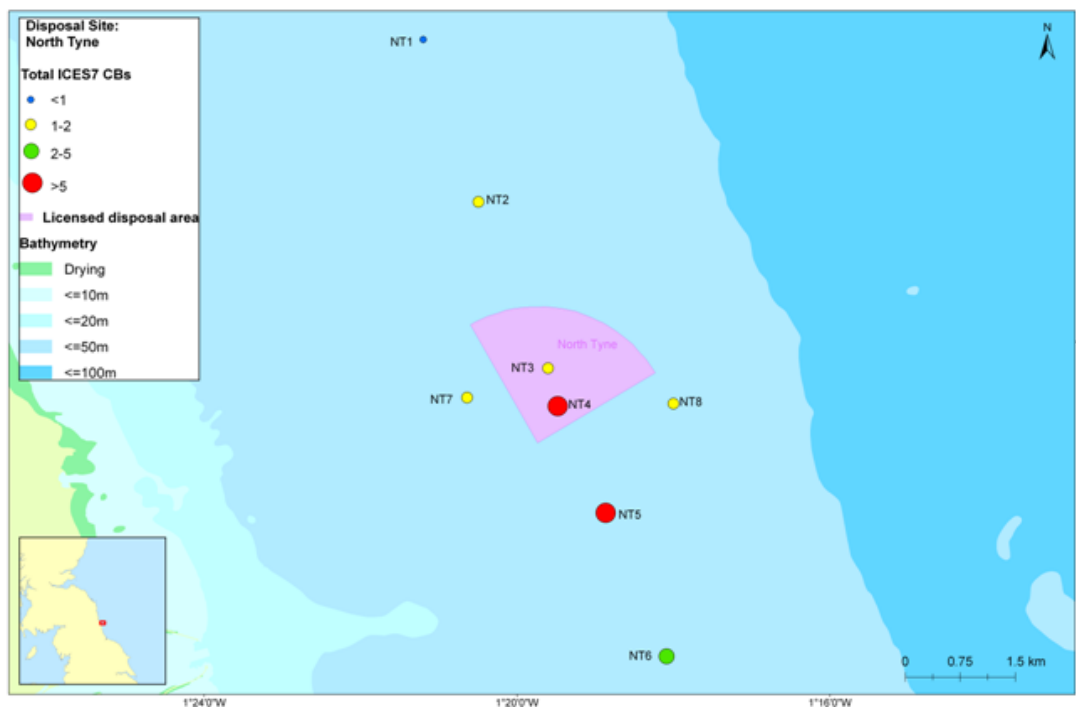 Disposal Site:
North Tyne
Total ICES7 CBs
<1
1-2
2-5
>5
Licensed disposal area
Bathymetry
Drying
<=10m
<=20m
<=50m
<=100m
N
NT1
NT2
North Tyne
NT3
NT7
NT4
NT8
NT5
NT6
0 0.75 1.5 km
1°24'0"W 1°20'0"W 1°16'0"W